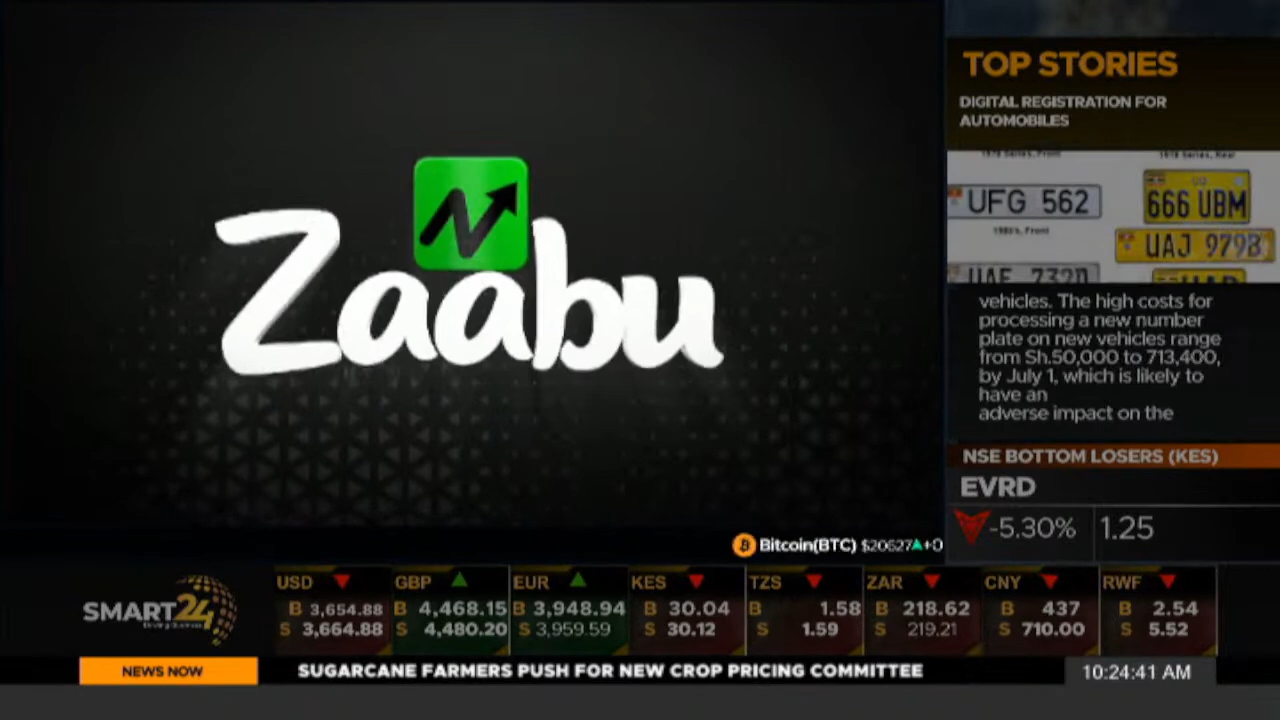 Zaabu
TOP STORIES
DIGITAL REGISTRATION FOR
AUTOMOBILES
UFG 562
666 UBM
1980's, Front
UAJ 979B
vehicles. The high costs for
processing a new number
plate on new vehicles range
from Sh.50,000 to 713,400,
by July 1, which is likely to
have an
adverse impact on the
NSE BOTTOM LOSERS (KES)
EVRD
-5.30% 1.25
Bitcoin(BTC) $20627 +0
SMART24
USD GBP EUR KES TZS ZAR CNY RWF
B 3,654.88 B 4,468.15 B 3,948.94 B 30.04 B 1.58 B 218.62 B 437 B 2.54
S 3,664.88 S 4,480.20 S 3,959.59 S 30.12 S 1.59 S 219.21 S 710.00 S 5.52
NEWS NOW SUGARCANE FARMERS PUSH FOR NEW CROP PRICING COMMITTEE 10:24:41 AM